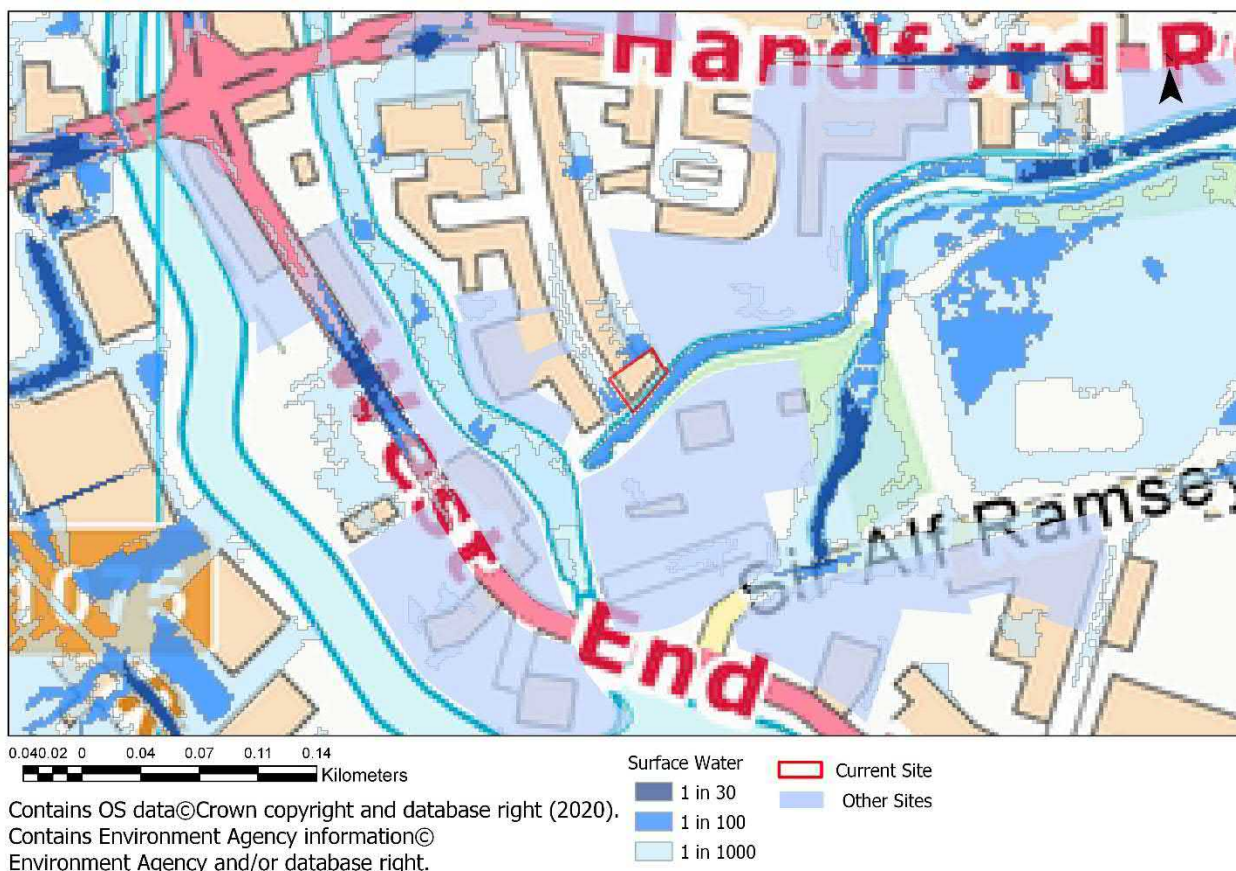 Handford R
End
Sir Alf Ramsey
0.040.02 0 0.04 0.07 0.11 0.14
Kilometers
Contains OS data©Crown copyright and database right (2020).
Contains Environment Agency information©
Environment Agency and/or database right.
Surface Water
1 in 30
1 in 100
1 in 1000
Current Site
Other Sites